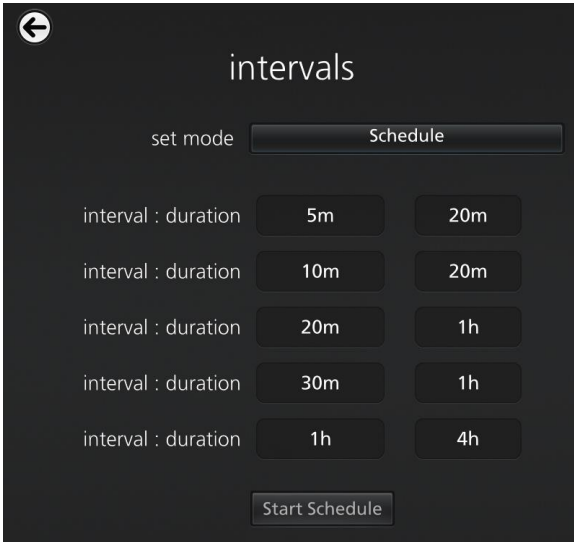 intervals
set mode Schedule
interval : duration 5m 20m
interval : duration 10m 20m
interval : duration 20m 1h
interval : duration 30m 1h
interval : duration 1h 4h
Start Schedule